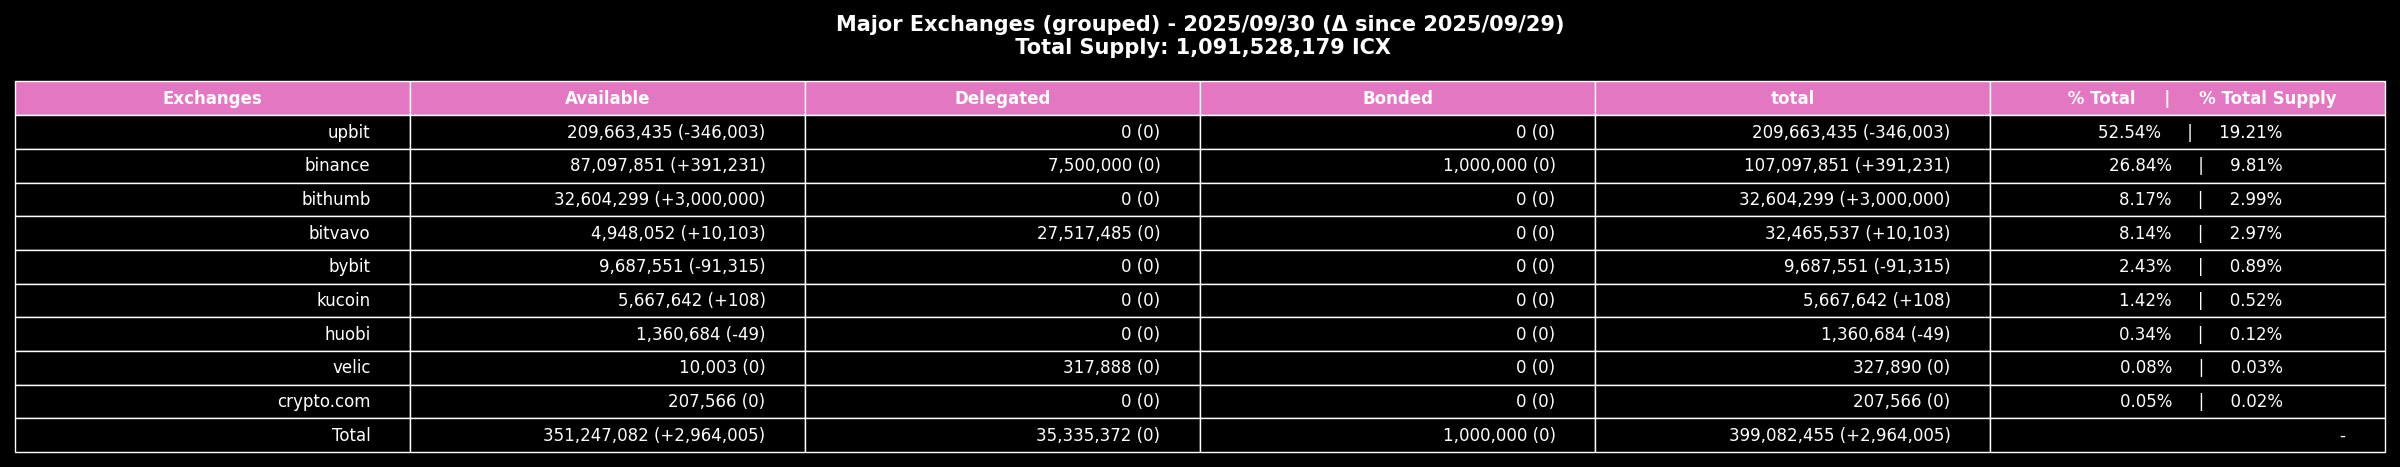 Major Exchanges (grouped) - 2025/09/30 (Δ since 2025/09/29)
Total Supply: 1,091,528,179 ICX
Exchanges Available Delegated Bonded total % Total | % Total Supply
upbit 209,663,435 (-346,003) 0 (0) 0 (0) 209,663,435 (-346,003) 52.54% | 19.21%
binance 87,097,851 (+391,231) 7,500,000 (0) 1,000,000 (0) 107,097,851 (+391,231) 26.84% | 9.81%
bithumb 32,604,299 (+3,000,000) 0 (0) 0 (0) 32,604,299 (+3,000,000) 8.17% | 2.99%
bitvavo 4,948,052 (+10,103) 27,517,485 (0) 0 (0) 32,465,537 (+10,103) 8.14% | 2.97%
bybit 9,687,551 (-91,315) 0 (0) 0 (0) 9,687,551 (-91,315) 2.43% | 0.89%
kucoin 5,667,642 (+108) 0 (0) 0 (0) 5,667,642 (+108) 1.42% | 0.52%
huobi 1,360,684 (-49) 0 (0) 0 (0) 1,360,684 (-49) 0.34% | 0.12%
velic 10,003 (0) 317,888 (0) 0 (0) 327,890 (0) 0.08% | 0.03%
crypto.com 207,566 (0) 0 (0) 0 (0) 207,566 (0) 0.05% | 0.02%
Total 351,247,082 (+2,964,005) 35,335,372 (0) 1,000,000 (0) 399,082,455 (+2,964,005) -